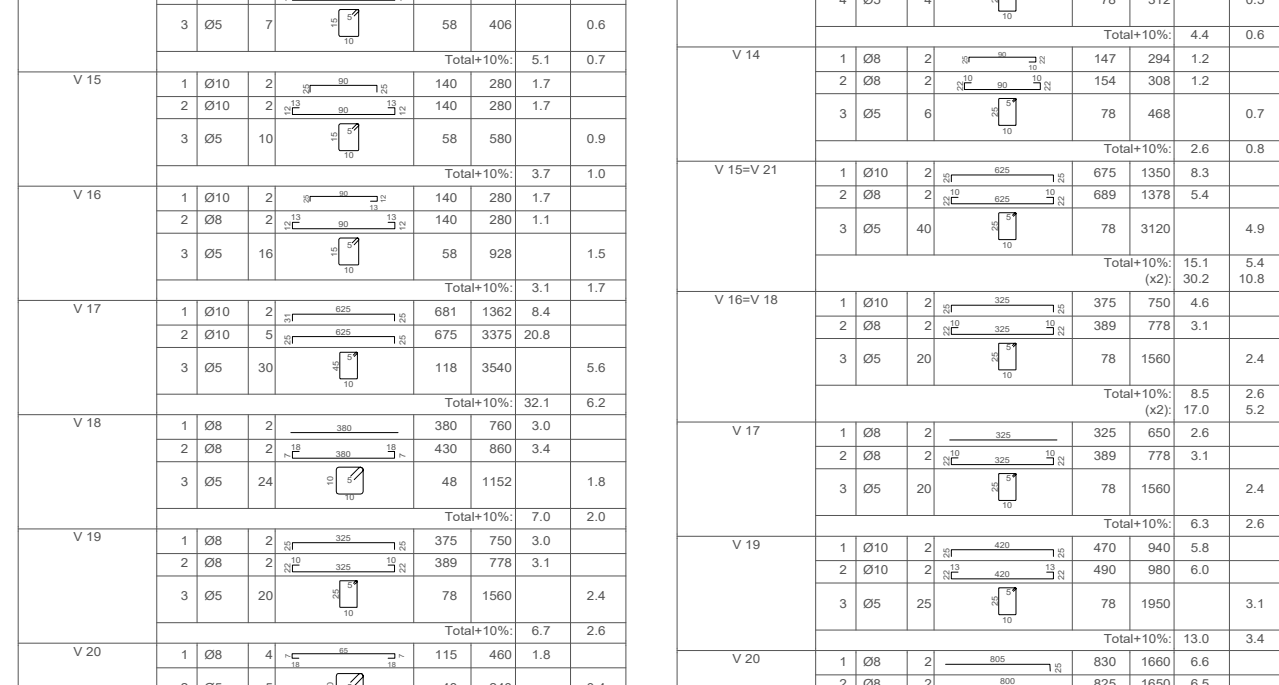 3 Ø5 7 15 5 10 58 406 0.6
Total+10%: 5.1 0.7
V 15
1 Ø10 2 25 90 25 140 280 1.7
2 Ø10 2 12 13 90 13 12 140 280 1.7
3 Ø5 10 15 5 10 58 580 0.9
Total+10%: 3.7 1.0
V 16
1 Ø10 2 25 90 13 12 140 280 1.7
2 Ø8 2 12 13 90 13 12 140 280 1.1
3 Ø5 16 15 5 10 58 928 1.5
Total+10%: 3.1 1.7
V 17
1 Ø10 2 31 625 25 681 1362 8.4
2 Ø10 5 25 625 25 675 3375 20.8
3 Ø5 30 45 5 10 118 3540 5.6
Total+10%: 32.1 6.2
V 18
1 Ø8 2 380 380 760 3.0
2 Ø8 2 7 18 380 18 7 430 860 3.4
3 Ø5 24 10 5 10 48 1152 1.8
Total+10%: 7.0 2.0
V 19
1 Ø8 2 25 325 25 375 750 3.0
2 Ø8 2 22 10 325 10 22 389 778 3.1
3 Ø5 20 25 5 10 78 1560 2.4
Total+10%: 6.7 2.6
V 20
1 Ø8 4 7 18 65 18 7 115 460 1.8
10
Total+10%: 4.4 0.6
V 14
1 Ø8 2 25 90 10 22 147 294 1.2
2 Ø8 2 22 10 90 10 22 154 308 1.2
3 Ø5 6 25 5 10 78 468 0.7
Total+10%: 2.6 0.8
V 15=V 21
1 Ø10 2 25 625 25 675 1350 8.3
2 Ø8 2 22 10 625 10 22 689 1378 5.4
3 Ø5 40 25 5 10 78 3120 4.9
Total+10%: 15.1 5.4
(x2): 30.2 10.8
V 16=V 18
1 Ø10 2 25 325 25 375 750 4.6
2 Ø8 2 22 10 325 10 22 389 778 3.1
3 Ø5 20 25 5 10 78 1560 2.4
Total+10%: 8.5 2.6
(x2): 17.0 5.2
V 17
1 Ø8 2 325 325 650 2.6
2 Ø8 2 22 10 325 10 22 389 778 3.1
3 Ø5 20 25 5 10 78 1560 2.4
Total+10%: 6.3 2.6
V 19
1 Ø10 2 25 420 25 470 940 5.8
2 Ø10 2 22 13 420 13 22 490 980 6.0
3 Ø5 25 25 5 10 78 1950 3.1
Total+10%: 13.0 3.4
V 20
1 Ø8 2 805 25 830 1660 6.6
2 Ø8 2 800 825 1650 6.5